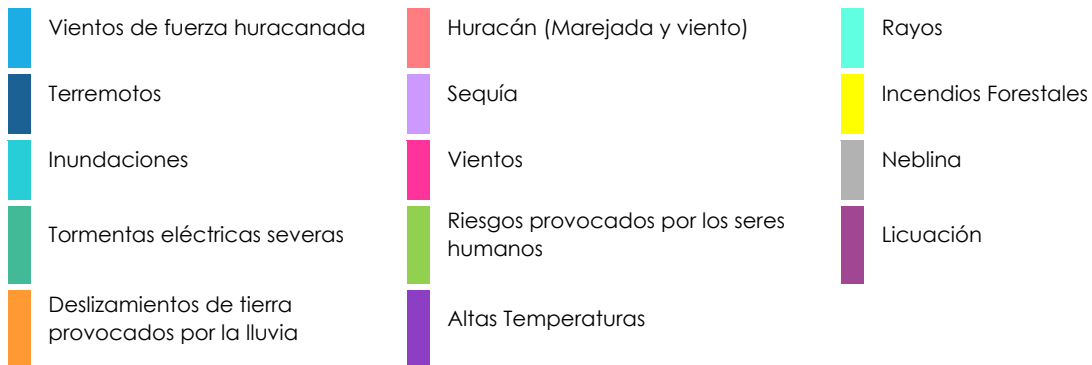 Vientos de fuerza huracanada
Huracán (Marejada y viento)
Rayos
Terremotos
Sequía
Incendios Forestales
Inundaciones
Vientos
Neblina
Tormentas eléctricas severas
Riesgos provocados por los seres
humanos
Licuación
Deslizamientos de tierra
provocados por la lluvia
Altas Temperaturas